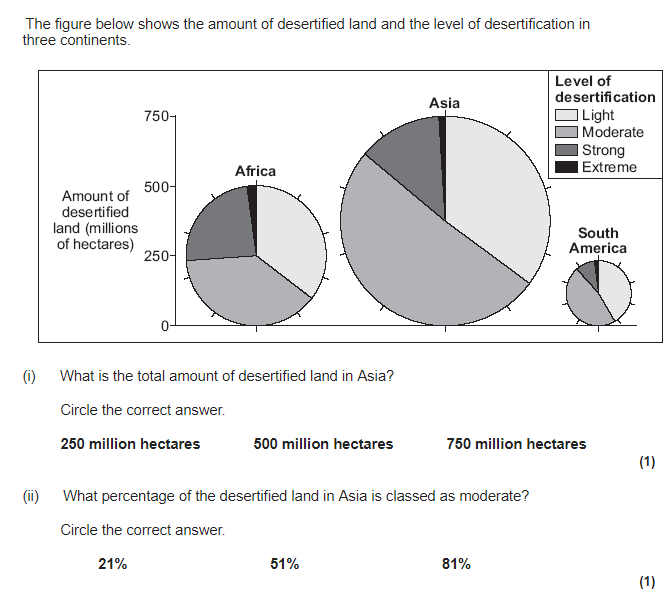 The figure below shows the amount of desertified land and the level of desertification in
three continents.
Level of
desertification
Light
Moderate
Strong
Extreme
Asia
Africa
South
America
Amount of
desertified
land (millions
of hectares)
750
500
250
0
(i) What is the total amount of desertified land in Asia?
Circle the correct answer.
250 million hectares 500 million hectares 750 million hectares
(1)
(ii) What percentage of the desertified land in Asia is classed as moderate?
Circle the correct answer.
21% 51% 81%
(1)